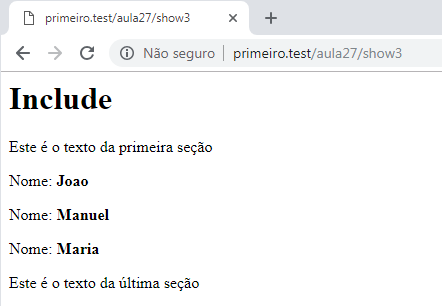 primeiro.test/aula27/show3
Não seguro | primeiro.test/aula27/show3
Include
Este é o texto da primeira seção
Nome: Joao
Nome: Manuel
Nome: Maria
Este é o texto da última seção